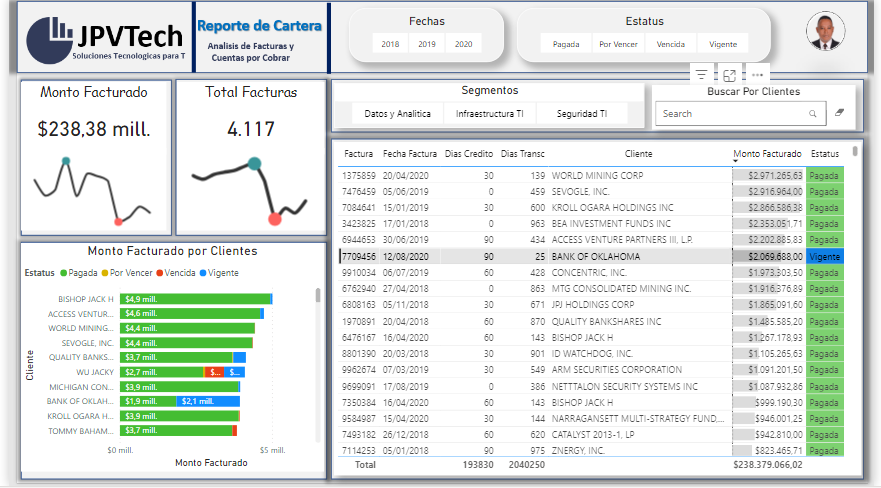 JPVTech
Soluciones Tecnologicas para T
Reporte de Cartera
Analisis de Facturas y
Cuentas por Cobrar
Fechas
2018 2019 2020
Estatus
Pagada Por Vencer Vencida Vigente
Monto Facturado
$238,38 mill.
Total Facturas
4.117
Segmentos
Datos y Analitica Infraestructura TI Seguridad TI
Buscar Por Clientes
Search
Monto Facturado por Clientes
Estatus Pagada Por Vencer Vencida Vigente
Cliente
BISHOP JACK H $4,9 mill.
ACCESS VENTUR... $4,6 mill.
WORLD MINING... $4,4 mill.
SEVOGLE, INC. $4,4 mill.
QUALITY BANKS... $3,7 mill.
WU JACKY $2,7 mill. $... $...
MICHIGAN CON... $3,9 mill.
BANK OF OKLAH... $1,9 mill. $2,1 mill.
KROLL OGARA H... $3,9 mill.
TOMMY BAHAM... $3,7 mill.
$0 mill. $5 mill.
Monto Facturado
Factura Fecha Factura Dias Credito Dias Transc Cliente Monto Facturado Estatus
1375859 20/04/2020 30 139 WORLD MINING CORP $2.971.265,63 Pagada
7476459 05/06/2019 0 459 SEVOGLE, INC. $2.916.964,00 Pagada
7084641 15/01/2019 30 600 KROLL OGARA HOLDINGS INC $2.866.586,38 Pagada
3423825 17/01/2018 0 963 BEA INVESTMENT FUNDS INC $2.353.051,71 Pagada
6944653 30/06/2019 90 434 ACCESS VENTURE PARTNERS III, L.P. $2.202.885,83 Pagada
7709456 12/08/2020 90 25 BANK OF OKLAHOMA $2.069.688,00 Vigente
9910034 06/07/2019 60 428 CONCENTRIC, INC. $1.973.303,50 Pagada
6762940 27/04/2018 0 863 MTG CONSOLIDATED MINING INC. $1.916.376,89 Pagada
6808163 05/11/2018 30 671 JPJ HOLDINGS CORP $1.865.091,60 Pagada
1970891 20/04/2018 60 870 QUALITY BANKSHARES INC $1.485.585,20 Pagada
6476167 16/04/2020 60 143 BISHOP JACK H $1.267.178,93 Pagada
8801390 20/03/2018 30 901 ID WATCHDOG, INC. $1.105.265,63 Pagada
9962674 07/03/2019 30 549 ARM SECURITIES CORPORATION $1.091.201,50 Pagada
9699091 17/08/2019 0 386 NETTTALON SECURITY SYSTEMS INC $1.087.932,86 Pagada
7350384 16/04/2020 60 143 BISHOP JACK H $999.190,30 Pagada
9584987 15/04/2020 30 144 NARRAGANSETT MULTI-STRATEGY FUND,... $946.001,25 Pagada
7493182 26/12/2018 60 620 CATALYST 2013-1, LP $942.810,00 Pagada
7114253 05/01/2018 90 975 ZNERGY, INC. $823.465,71 Pagada
Total 193830 2040250 $238.379.066,02